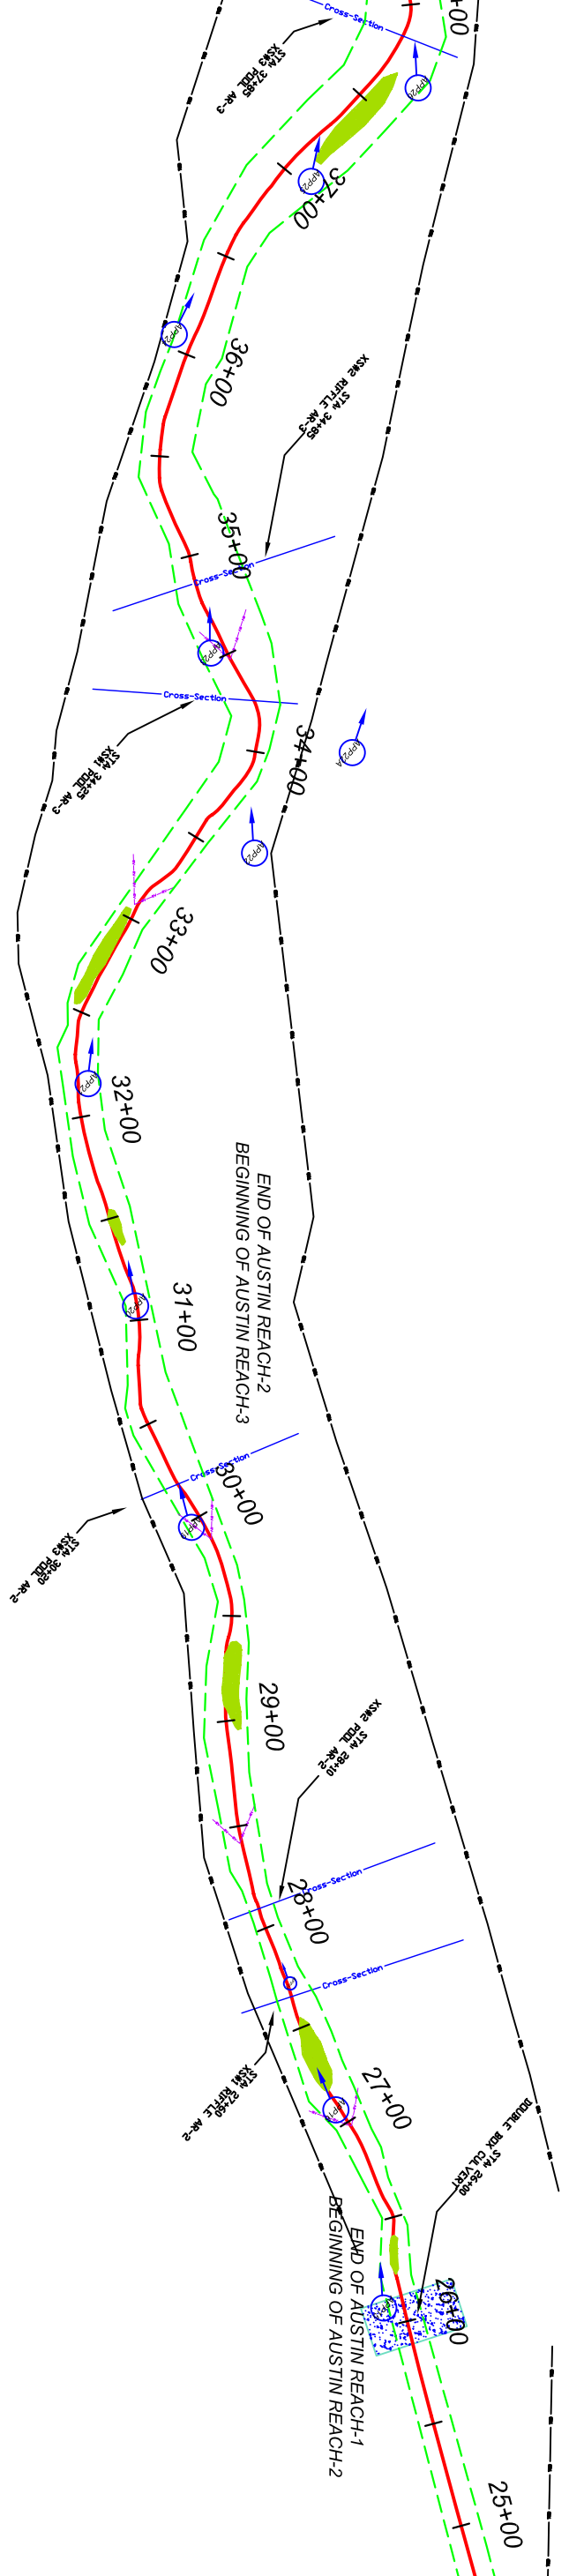 +00
Cross-Section
STA: 37+85
XS#3 POOL AR-3
37+00
36+00
XS#2 RIFFLE AR-3
STA: 34+85
35+00
Cross-Section
Cross-Section
STA: 34+25
XS#1 POOL AR-3
34+00
33+00
32+00
END OF AUSTIN REACH-2
BEGINNING OF AUSTIN REACH-3
31+00
Cross-Section
30+00
STA: 30+20
XS#3 POOL AR-2
29+00
XS#2 POOL AR-2
STA: 28+10
Cross-Section
28+00
Cross-Section
STA: 27+60
XS#1 RIFFLE AR-2
27+00
DOUBLE BOX CULVERT
STA: 26+00
END OF AUSTIN REACH-1
BEGINNING OF AUSTIN REACH-2
26+00
25+00